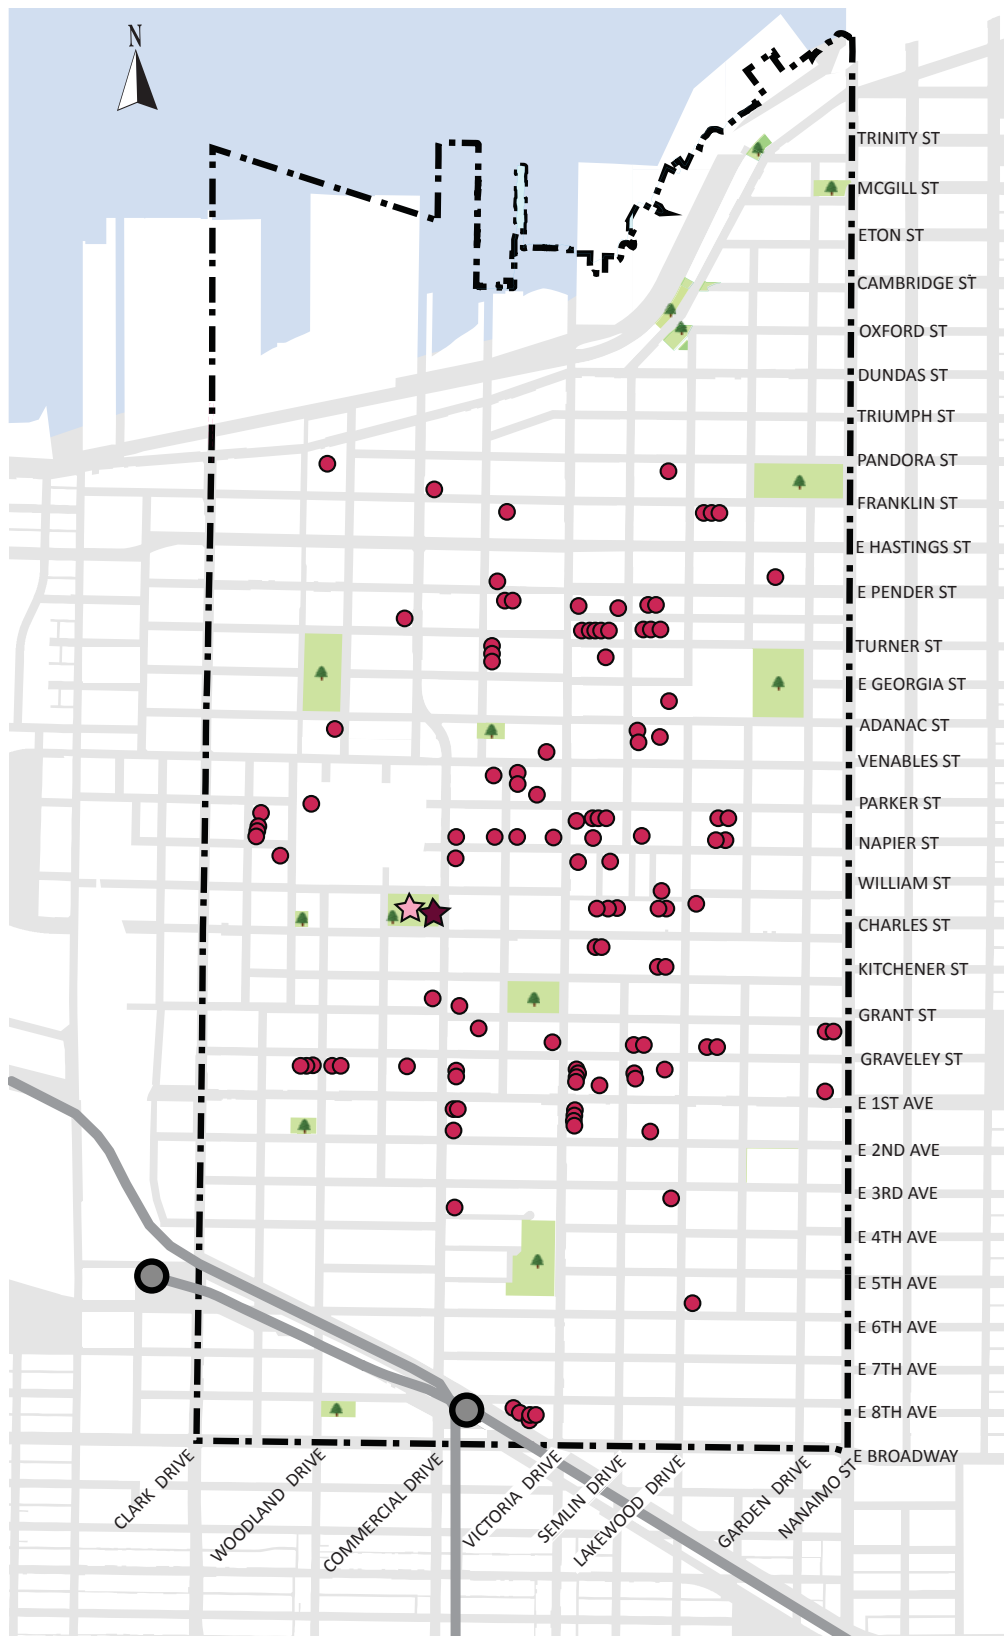 N
TRINITY ST
MCGILL ST
ETON ST
CAMBRIDGE ST
OXFORD ST
DUNDAS ST
TRIUMPH ST
PANDORA ST
FRANKLIN ST
E HASTINGS ST
E PENDER ST
TURNER ST
E GEORGIA ST
ADANAC ST
VENABLES ST
PARKER ST
NAPIER ST
WILLIAM ST
CHARLES ST
KITCHENER ST
GRANT ST
GRAVELEY ST
E 1ST AVE
E 2ND AVE
E 3RD AVE
E 4TH AVE
E 5TH AVE
E 6TH AVE
E 7TH AVE
E 8TH AVE
E BROADWAY
CLARK DRIVE
WOODLAND DRIVE
COMMERCIAL DRIVE
VICTORIA DRIVE
SEMLIN DRIVE
LAKEWOOD DRIVE
GARDEN DRIVE
NANAIMO ST